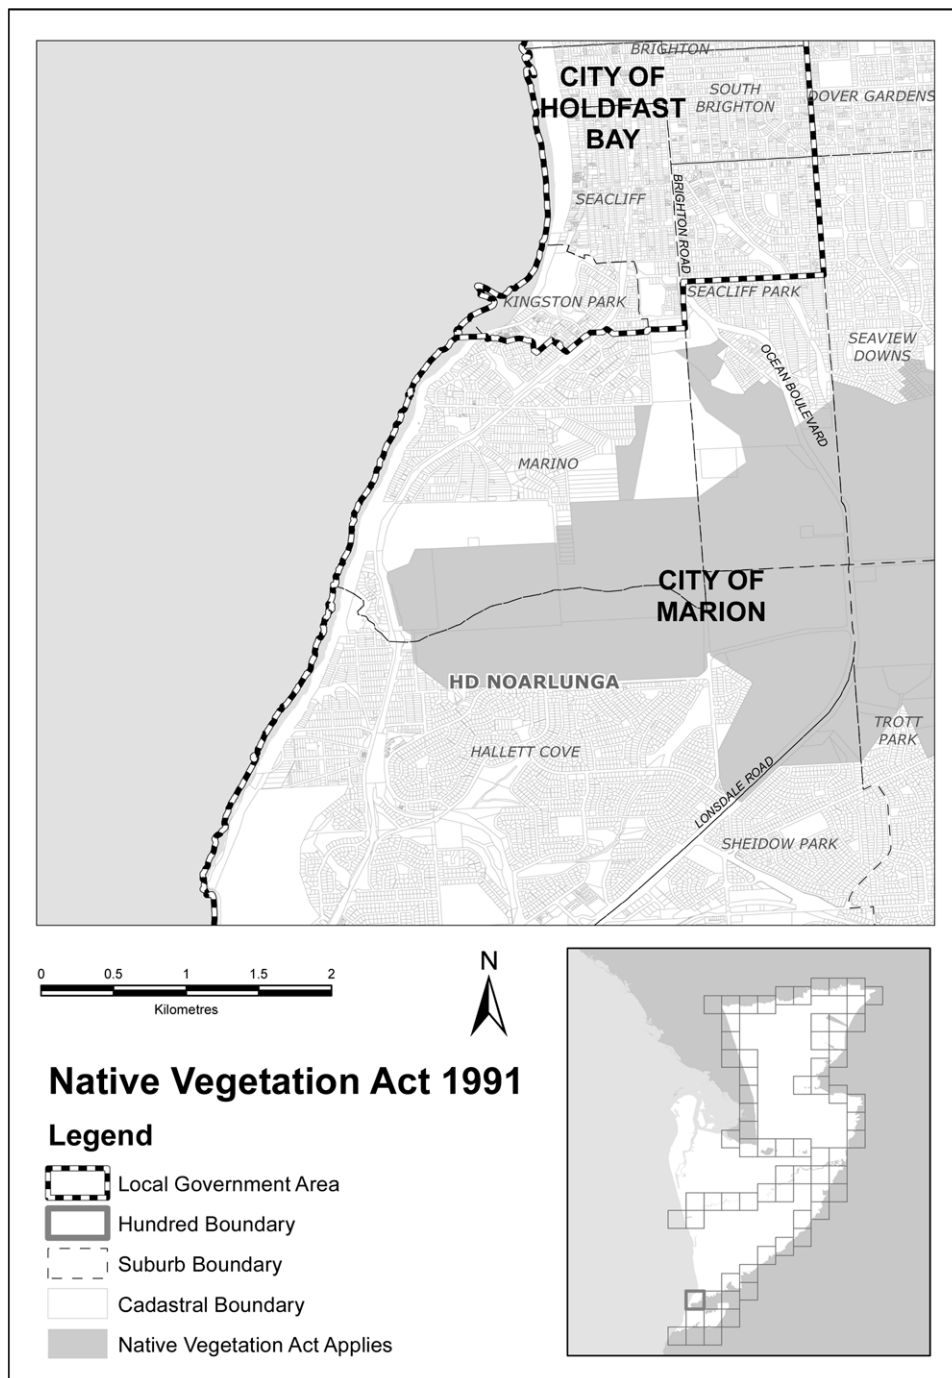 BRIGHTON
CITY OF
HOLDFAST
BAY
SOUTH
BRIGHTON
DOVER GARDENS
SEACLIFF
BRIGHTON ROAD
KINGSTON PARK
SEACLIFF PARK
SEAVIEW
DOWNS
OCEAN BOULEVARD
MARINO
CITY OF
MARION
HD NOARLUNGA
TROTT
PARK
HALLETT COVE
LONSDALE ROAD
SHEIDOW PARK
0 0.5 1 1.5 2
Kilometres
N
Native Vegetation Act 1991
Legend
Local Government Area
Hundred Boundary
Suburb Boundary
Cadastral Boundary
Native Vegetation Act Applies